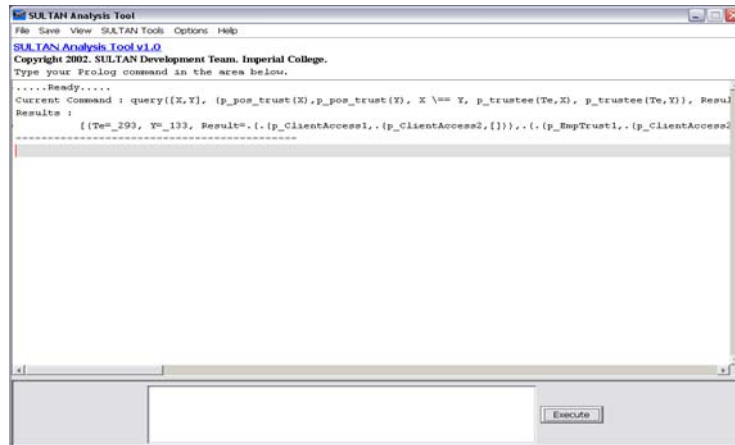 SULTAN Analysis Tool
File Save View SULTAN Tools Options Help
SULTAN Analysis Tool v1.0
Copyright 2002. SULTAN Development Team. Imperial College.
Type your Prolog command in the area below.
.....Ready.....
Current Command : query([X,Y], (p_pos_trust(X),p_pos_trust(Y), X \== Y, p_trustee(Te,X), p_trustee(Te,Y)), Resul
Results :
[(Te=_293, Y=_133, Result=.(.(p_ClientAccess1,.(p_ClientAccess2,[])),.(.(p_EmpTrust1,.(p_ClientAccess2
--------------------------------------------
Execute